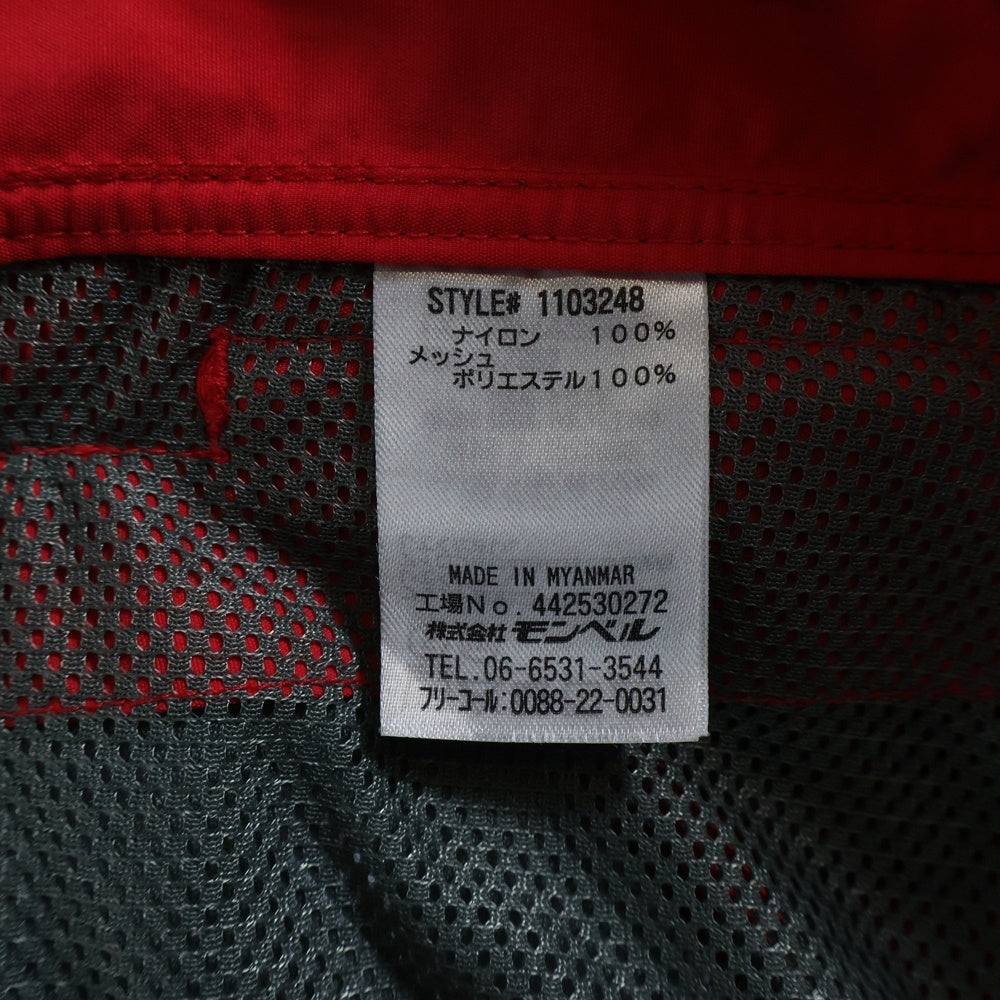 STYLE# 1103248
ナイロン 100%
メッシュ
ポリエステル100%
MADE IN MYANMAR
工場No.442530272
株式会社モンベル
TEL.06-6531-3544
フリーコール:0088-22-0031